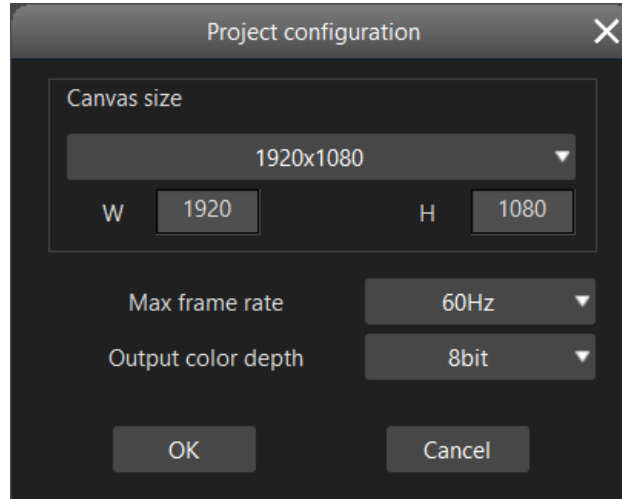 Project configuration
Canvas size
1920x1080
W 1920 H 1080
Max frame rate 60Hz
Output color depth 8bit
OK Cancel